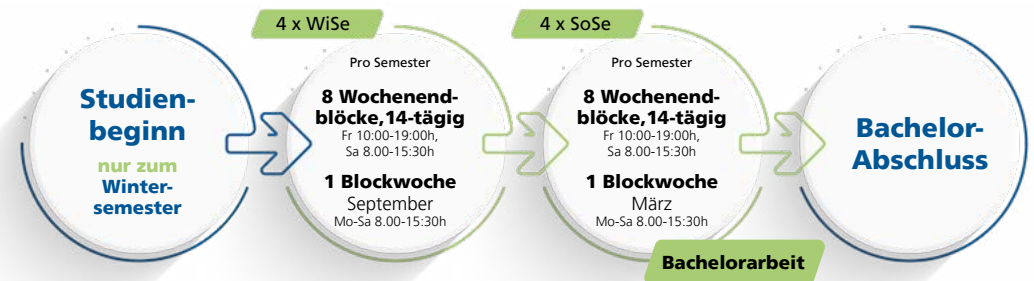 Studien-
beginn
nur zum
Winter-
semester
4 x WiSe
Pro Semester
8 Wochenend-
blöcke,14-tägig
Fr 10:00-19:00h,
Sa 8.00-15:30h
1 Blockwoche
September
Mo-Sa 8.00-15:30h
4 x SoSe
Pro Semester
8 Wochenend-
blöcke,14-tägig
Fr 10:00-19:00h,
Sa 8.00-15:30h
1 Blockwoche
März
Mo-Sa 8.00-15:30h
Bachelorarbeit
Bachelor-
Abschluss